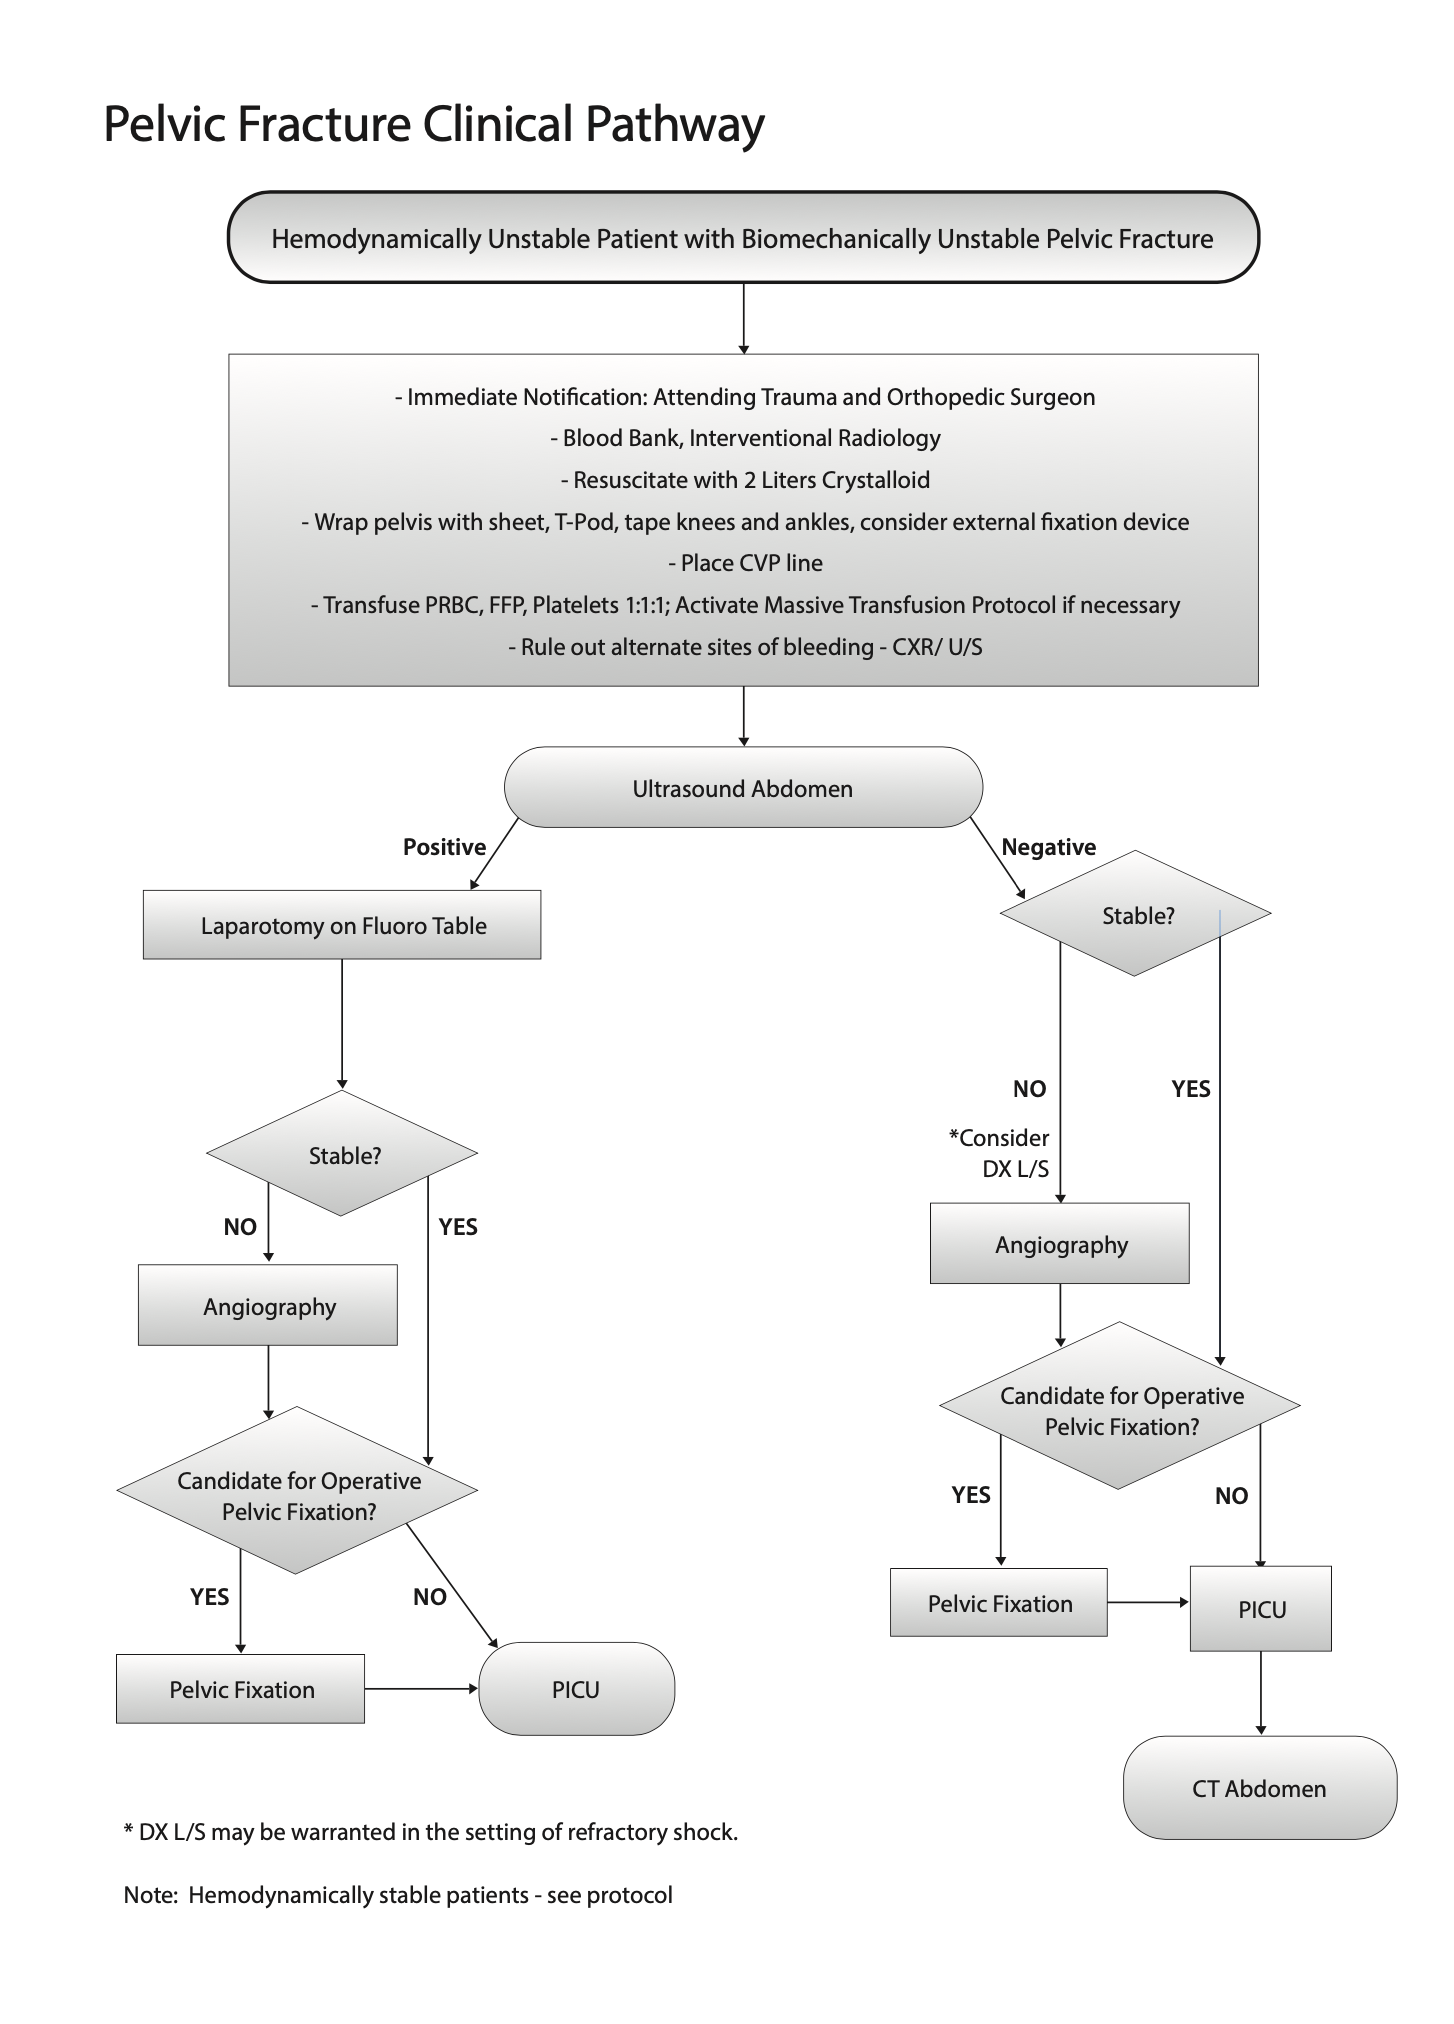 Pelvic Fracture Clinical Pathway
Hemodynamically Unstable Patient with Biomechanically Unstable Pelvic Fracture
- Immediate Notification: Attending Trauma and Orthopedic Surgeon
- Blood Bank, Interventional Radiology
- Resuscitate with 2 Liters Crystalloid
- Wrap pelvis with sheet, T-Pod, tape knees and ankles, consider external fixation device
- Place CVP line
- Transfuse PRBC, FFP, Platelets 1:1:1; Activate Massive Transfusion Protocol if necessary
- Rule out alternate sites of bleeding - CXR/ U/S
Ultrasound Abdomen
Positive
Laparotomy on Fluoro Table
Stable?
NO
YES
Angiography
Candidate for Operative
Pelvic Fixation?
YES
NO
Pelvic Fixation
PICU
Negative
Stable?
NO
YES
*Consider
DX L/S
Angiography
Candidate for Operative
Pelvic Fixation?
YES
NO
Pelvic Fixation
PICU
CT Abdomen
* DX L/S may be warranted in the setting of refractory shock.
Note:  Hemodynamically stable patients - see protocol